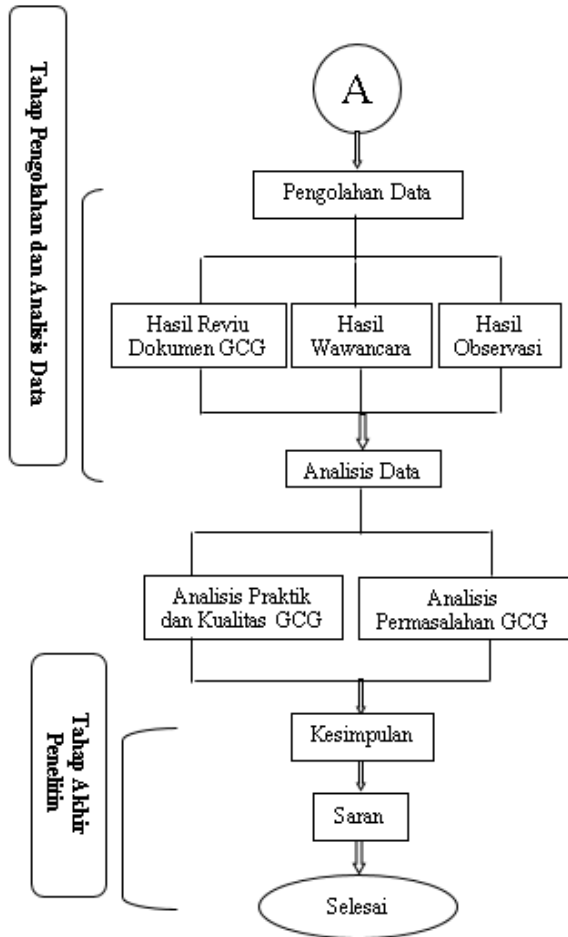 Tahap Pengolahan dan Analisis Data
A
Pengolahan Data
Hasil Reviu
Dokumen GCG
Hasil
Wawancara
Hasil
Observasi
Analisis Data
Analisis Praktik
dan Kualitas GCG
Analisis
Permasalahan GCG
Tahap Akhir
Penelitin
Kesimpulan
Saran
Selesai